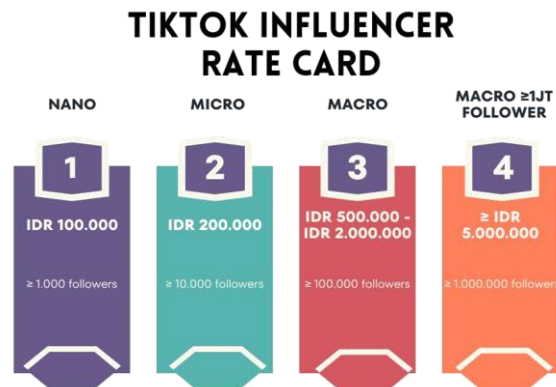 TIKTOK INFLUENCER
RATE CARD
NANO
1
IDR 100.000
≥ 1.000 followers
MICRO
2
IDR 200.000
≥ 10.000 followers
MACRO
3
IDR 500.000 -
IDR 2.000.000
≥ 100.000 followers
MACRO ≥1JT
FOLLOWER
4
≥ IDR
5.000.000
≥ 1.000.000 followers